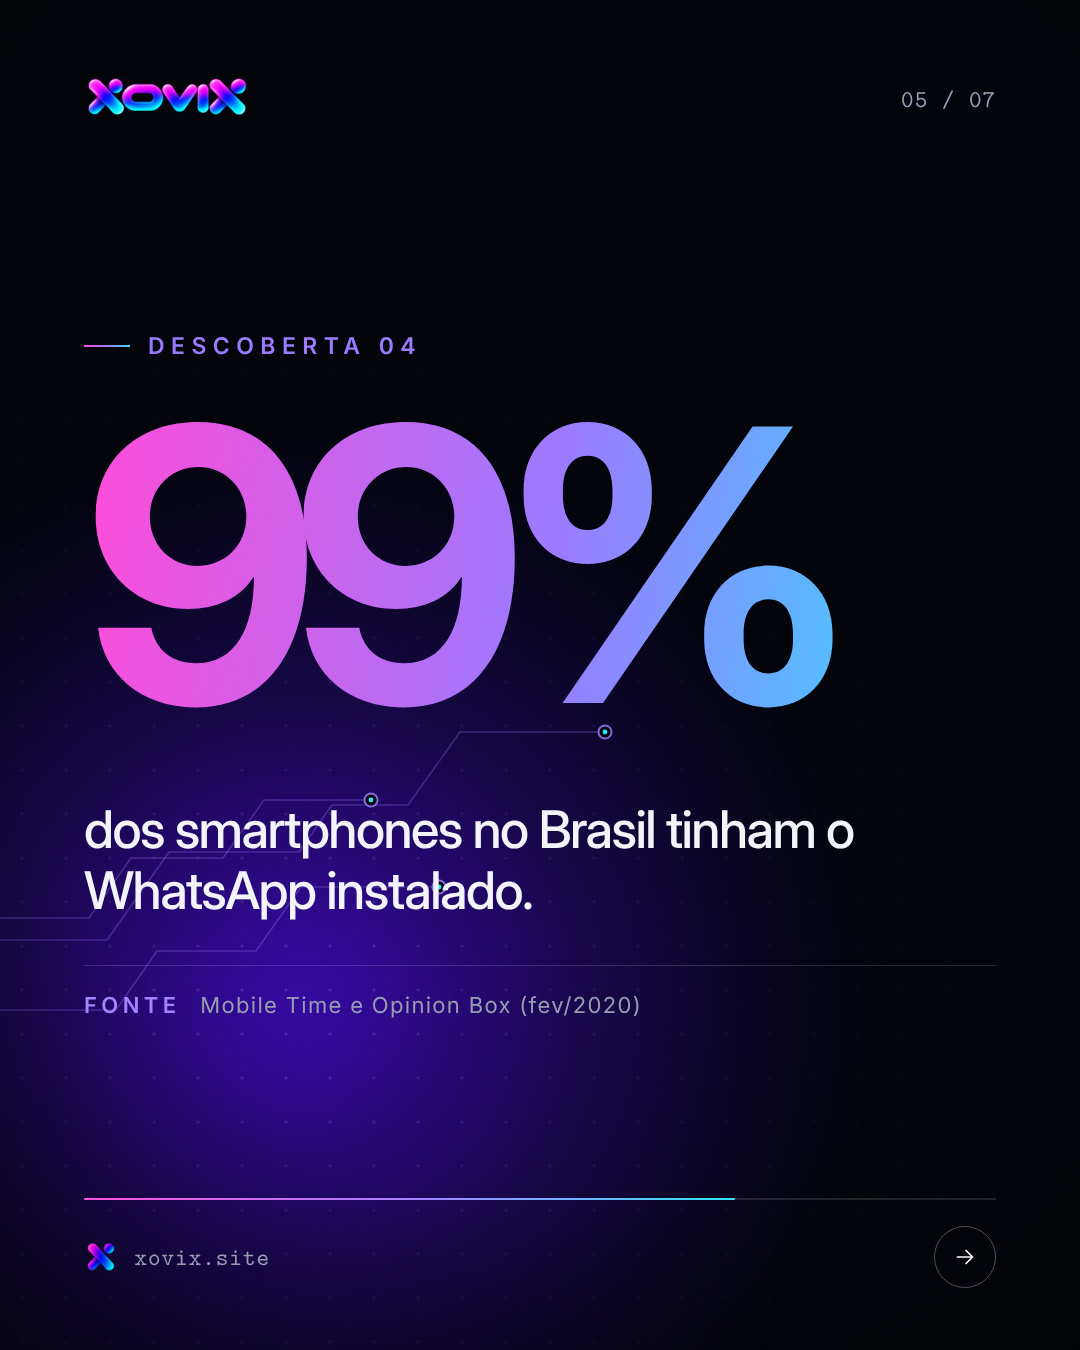 XOVIX
05 / 07
DESCOBERTA 04
99%
dos smartphones no Brasil tinham o
WhatsApp instalado.
FONTE Mobile Time e Opinion Box (fev/2020)
xovix.site